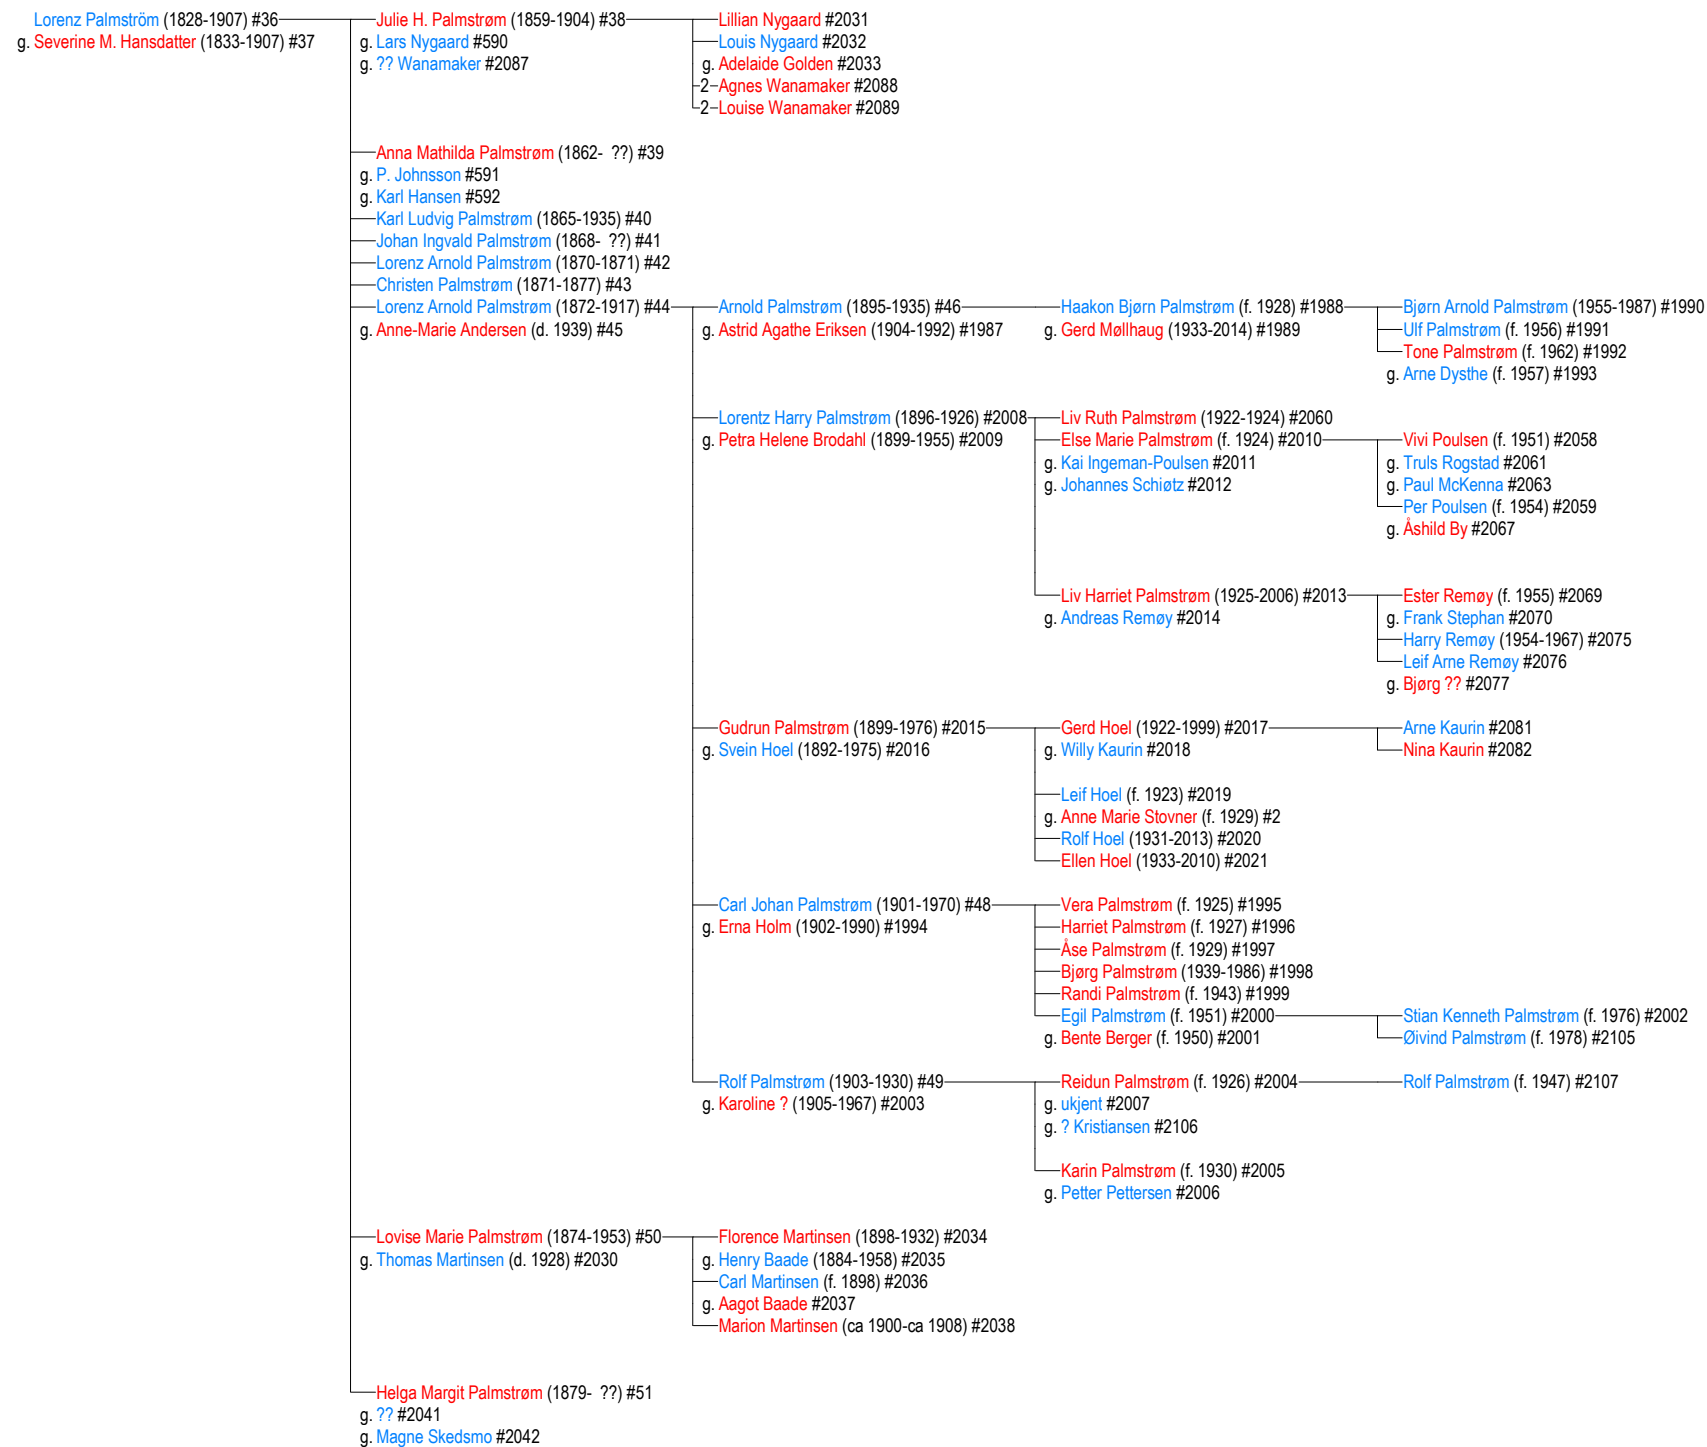 Lorenz Palmström (1828-1907) #36 Julie H. Palmstrøm (1859-1904) #38 Lillian Nygaard #2031
g. Severine M. Hansdatter (1833-1907) #37 g. Lars Nygaard #590 Louis Nygaard #2032
g. ?? Wanamaker #2087 g. Adelaide Golden #2033
2 Agnes Wanamaker #2088
2 Louise Wanamaker #2089
Anna Mathilda Palmstrøm (1862- ??) #39
g. P. Johnsson #591
g. Karl Hansen #592
Karl Ludvig Palmstrøm (1865-1935) #40
Johan Ingvald Palmstrøm (1868- ??) #41
Lorenz Arnold Palmstrøm (1870-1871) #42
Christen Palmstrøm (1871-1877) #43
Lorenz Arnold Palmstrøm (1872-1917) #44 Arnold Palmstrøm (1895-1935) #46 Haakon Bjørn Palmstrøm (f. 1928) #1988 Bjørn Arnold Palmstrøm (1955-1987) #1990
g. Anne-Marie Andersen (d. 1939) #45 g. Astrid Agathe Eriksen (1904-1992) #1987 g. Gerd Møllhaug (1933-2014) #1989 Ulf Palmstrøm (f. 1956) #1991
Tone Palmstrøm (f. 1962) #1992
g. Arne Dysthe (f. 1957) #1993
Lorentz Harry Palmstrøm (1896-1926) #2008 Liv Ruth Palmstrøm (1922-1924) #2060
g. Petra Helene Brodahl (1899-1955) #2009 Else Marie Palmstrøm (f. 1924) #2010 Vivi Poulsen (f. 1951) #2058
g. Kai Ingeman-Poulsen #2011 g. Truls Rogstad #2061
g. Johannes Schiøtz #2012 g. Paul McKenna #2063
Per Poulsen (f. 1954) #2059
g. Åshild By #2067
Liv Harriet Palmstrøm (1925-2006) #2013 Ester Remøy (f. 1955) #2069
g. Andreas Remøy #2014 g. Frank Stephan #2070
Harry Remøy (1954-1967) #2075
Leif Arne Remøy #2076
g. Bjørg ?? #2077
Gudrun Palmstrøm (1899-1976) #2015 Gerd Hoel (1922-1999) #2017 Arne Kaurin #2081
g. Svein Hoel (1892-1975) #2016 g. Willy Kaurin #2018 Nina Kaurin #2082
Leif Hoel (f. 1923) #2019
g. Anne Marie Stovner (f. 1929) #2
Rolf Hoel (1931-2013) #2020
Ellen Hoel (1933-2010) #2021
Carl Johan Palmstrøm (1901-1970) #48 Vera Palmstrøm (f. 1925) #1995
g. Erna Holm (1902-1990) #1994 Harriet Palmstrøm (f. 1927) #1996
Åse Palmstrøm (f. 1929) #1997
Bjørg Palmstrøm (1939-1986) #1998
Randi Palmstrøm (f. 1943) #1999
Egil Palmstrøm (f. 1951) #2000 Stian Kenneth Palmstrøm (f. 1976) #2002
g. Bente Berger (f. 1950) #2001 Øivind Palmstrøm (f. 1978) #2105
Rolf Palmstrøm (1903-1930) #49 Reidun Palmstrøm (f. 1926) #2004 Rolf Palmstrøm (f. 1947) #2107
g. Karoline ? (1905-1967) #2003 g. ukjent #2007
g. ? Kristiansen #2106
Karin Palmstrøm (f. 1930) #2005
g. Petter Pettersen #2006
Lovise Marie Palmstrøm (1874-1953) #50 Florence Martinsen (1898-1932) #2034
g. Thomas Martinsen (d. 1928) #2030 g. Henry Baade (1884-1958) #2035
Carl Martinsen (f. 1898) #2036
g. Aagot Baade #2037
Marion Martinsen (ca 1900-ca 1908) #2038
Helga Margit Palmstrøm (1879- ??) #51
g. ?? #2041
g. Magne Skedsmo #2042